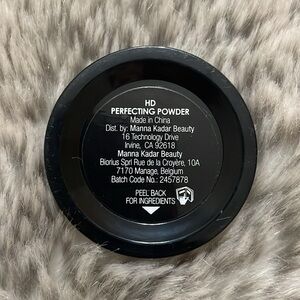 HD
PERFECTING POWDER
Made in China
Dist. by: Manna Kadar Beauty
16 Technology Drive
Irvine, CA 92618
Manna Kadar Beauty
Biorius Sprl Rue de la Croyère, 10A
7170 Manage, Belgium
Batch Code No.: 2457878
PEEL BACK
FOR INGREDIENTS